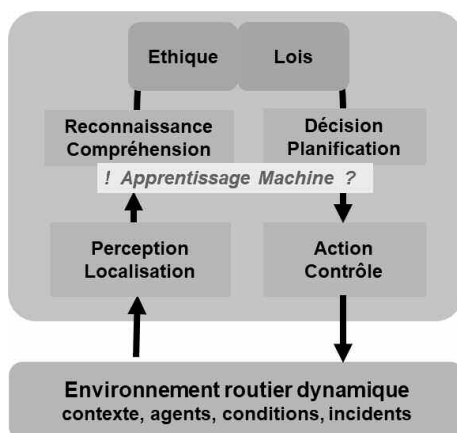 Ethique
Lois
Reconnaissance
Compréhension
Décision
Planification
! Apprentissage Machine ?
Perception
Localisation
Action
Contrôle
Environnement routier dynamique
contexte, agents, conditions, incidents